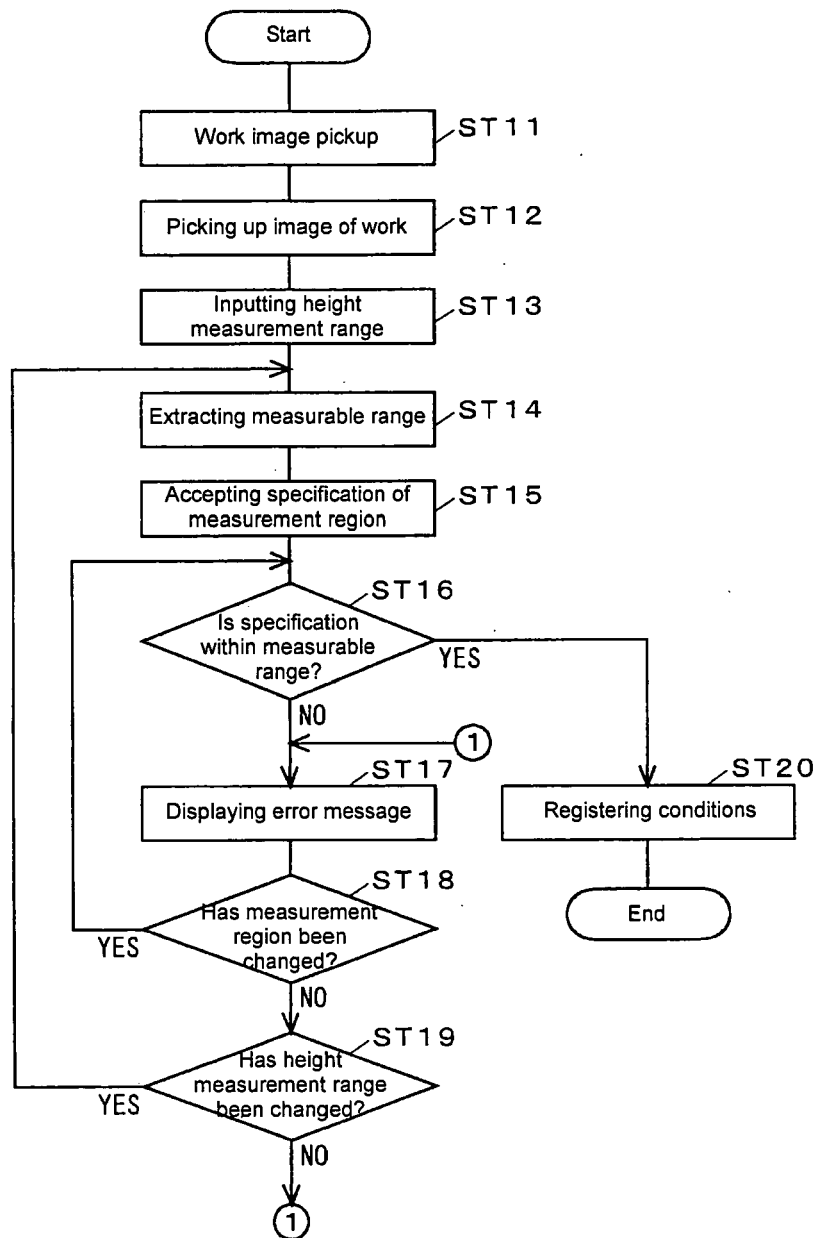 Start
Work image pickup
ST11
Picking up image of work
ST12
Inputting height
measurement range
ST13
Extracting measurable range
ST14
Accepting specification of
measurement region
ST15
ST16
Is specification
within measurable
range?
YES
NO
1
ST17
Displaying error message
ST20
Registering conditions
End
ST18
Has measurement
region been
changed?
YES
NO
ST19
Has height
measurement range
been changed?
YES
NO
1